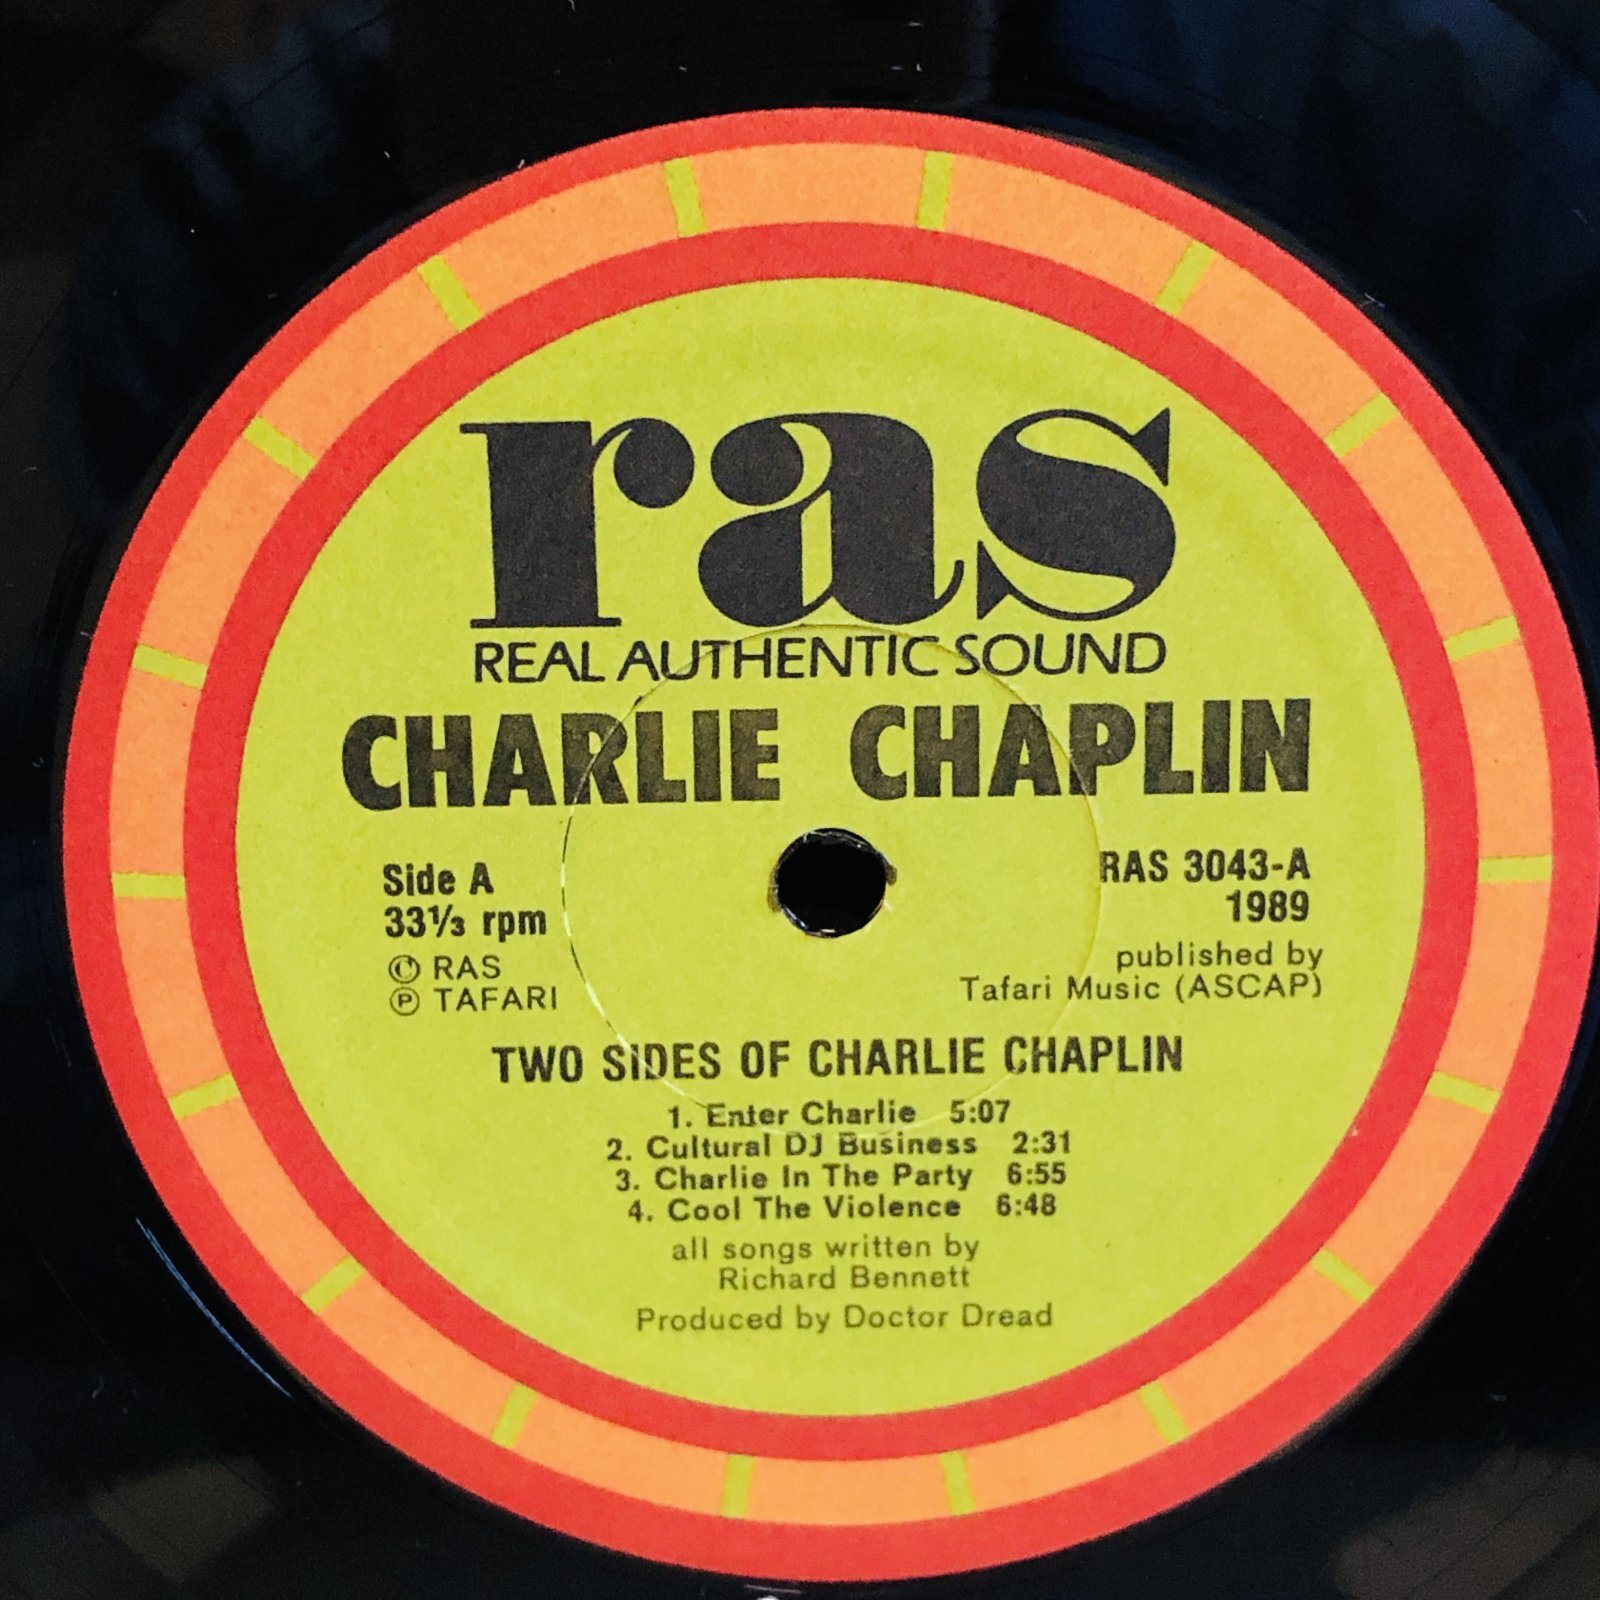 ras
REAL AUTHENTIC SOUND
CHARLIE CHAPLIN
Side A
33⅓ rpm
© RAS
℗ TAFARI
RAS 3043-A
1989
published by
Tafari Music (ASCAP)
TWO SIDES OF CHARLIE CHAPLIN
1. Enter Charlie 5:07
2. Cultural DJ Business 2:31
3. Charlie In The Party 6:55
4. Cool The Violence 6:48
all songs written by
Richard Bennett
Produced by Doctor Dread